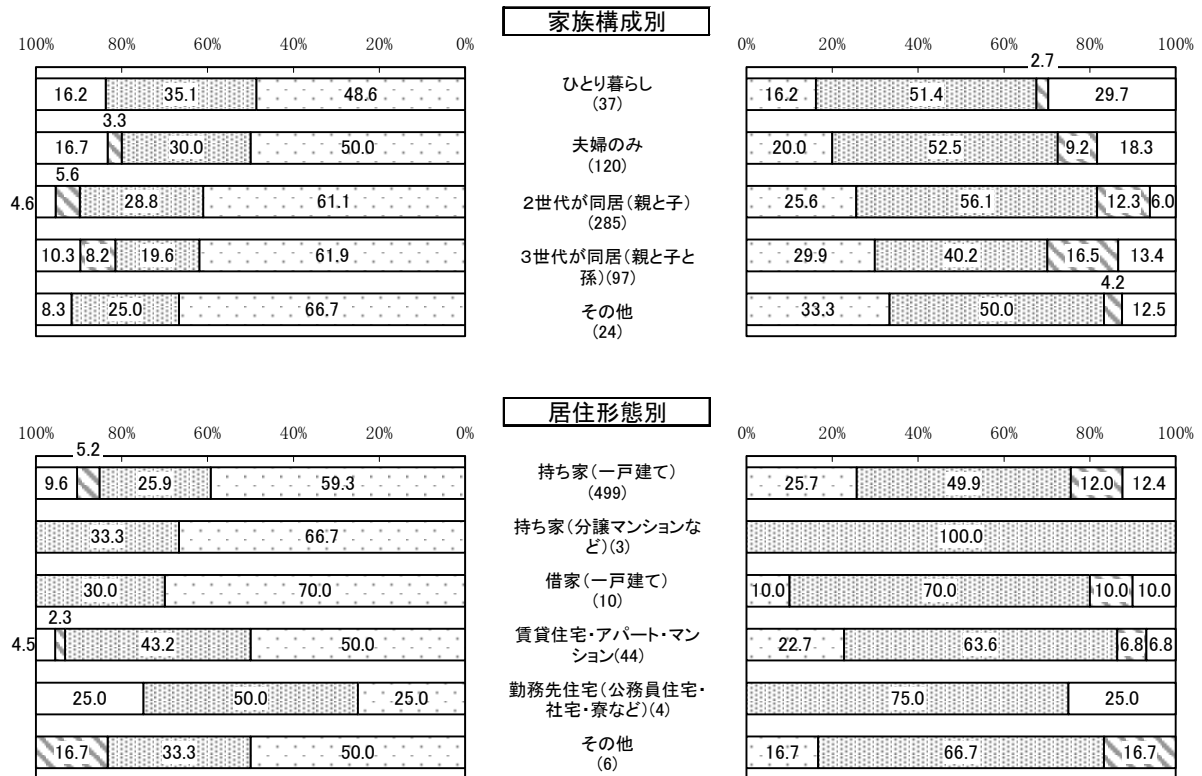 家族構成別
100% 80% 60% 40% 20% 0%
0% 20% 40% 60% 80% 100%
2.7
16.2 35.1 48.6
ひとり暮らし
(37)
16.2 51.4 29.7
3.3
16.7 30.0 50.0
夫婦のみ
(120)
20.0 52.5 9.2 18.3
5.6
4.6 28.8 61.1
2世代が同居(親と子)
(285)
25.6 56.1 12.3 6.0
10.3 8.2 19.6 61.9
3世代が同居(親と子と
孫)(97)
29.9 40.2 16.5 13.4
4.2
8.3 25.0 66.7
その他
(24)
33.3 50.0 12.5
居住形態別
100% 80% 60% 40% 20% 0%
0% 20% 40% 60% 80% 100%
5.2
9.6 25.9 59.3
持ち家(一戸建て)
(499)
25.7 49.9 12.0 12.4
33.3 66.7
持ち家(分譲マンションな
ど)(3)
100.0
30.0 70.0
借家(一戸建て)
(10)
10.0 70.0 10.0 10.0
2.3
4.5 43.2 50.0
賃貸住宅・アパート・マン
ション(44)
22.7 63.6 6.8 6.8
25.0 50.0 25.0
勤務先住宅(公務員住宅・
社宅・寮など)(4)
75.0 25.0
16.7 33.3 50.0
その他
(6)
16.7 66.7 16.7